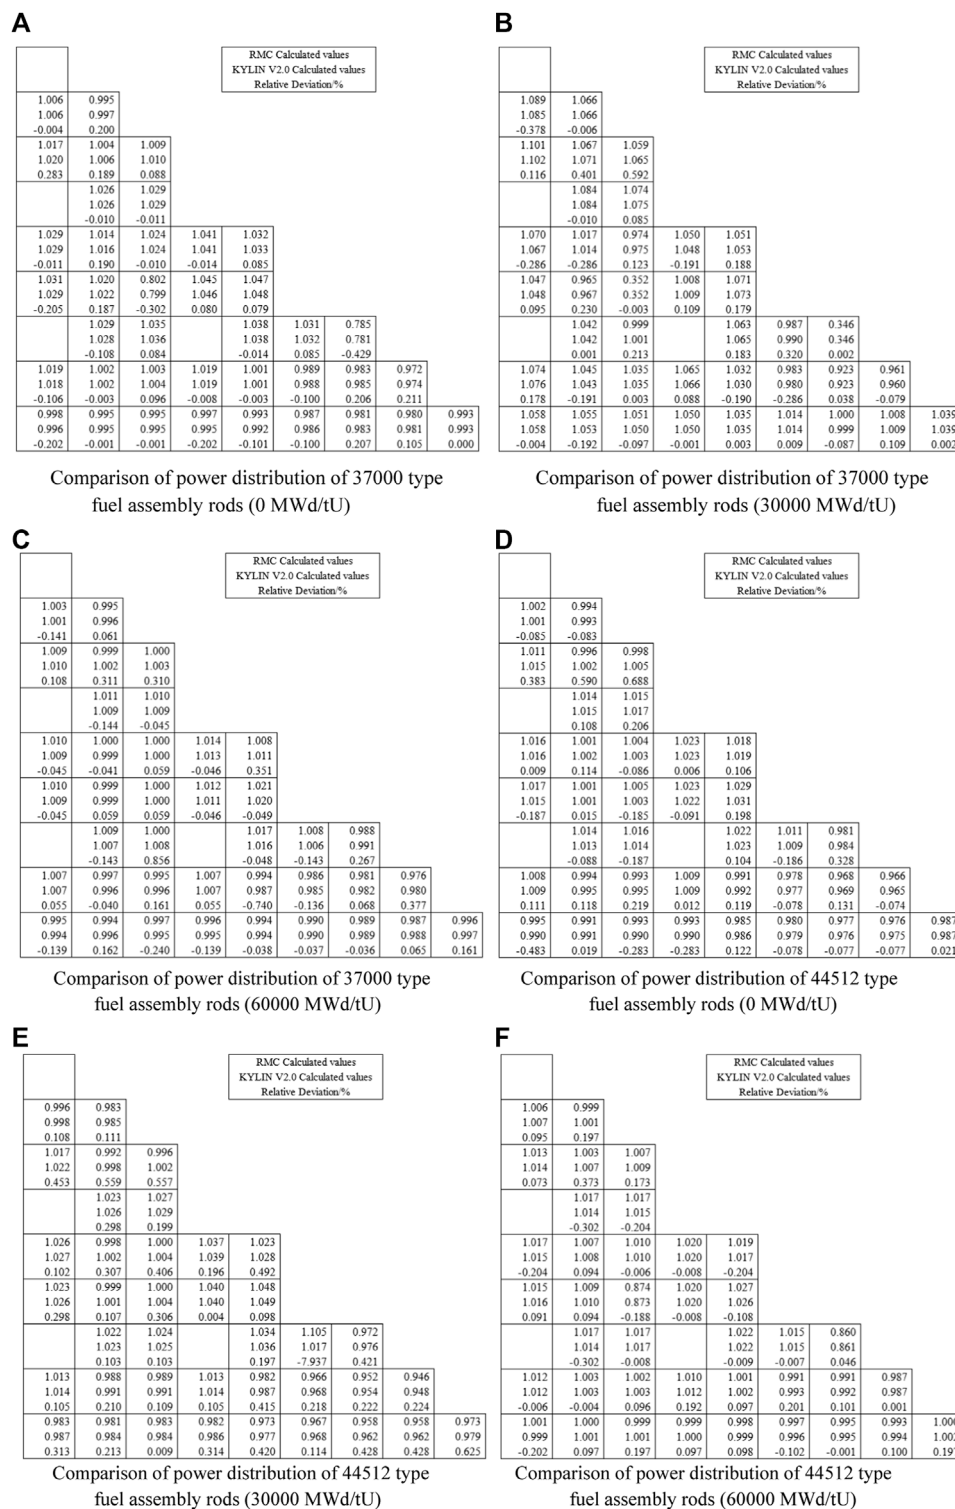 A
RMC Calculated values
KYLIN V2.0 Calculated values
Relative Deviation/%
1.006 0.995
1.006 0.997
-0.004 0.200
1.017 1.004 1.009
1.020 1.006 1.010
0.283 0.189 0.088
1.026 1.029
1.026 1.029
-0.010 -0.011
1.029 1.014 1.024 1.041 1.032
1.029 1.016 1.024 1.041 1.033
-0.011 0.190 -0.010 -0.014 0.085
1.031 1.020 0.802 1.045 1.047
1.029 1.022 0.799 1.046 1.048
-0.205 0.187 -0.302 0.080 0.079
1.029 1.035 1.038 1.031 0.785
1.028 1.036 1.038 1.032 0.781
-0.108 0.084 -0.014 0.085 -0.429
1.019 1.002 1.003 1.019 1.001 0.989 0.983 0.972
1.018 1.002 1.004 1.019 1.001 0.988 0.985 0.974
-0.106 -0.003 0.096 -0.008 -0.003 -0.100 0.206 0.211
0.998 0.995 0.995 0.997 0.993 0.987 0.981 0.980 0.993
0.996 0.995 0.995 0.995 0.992 0.986 0.983 0.981 0.993
-0.202 -0.001 -0.001 -0.202 -0.101 -0.100 0.207 0.105 0.000
Comparison of power distribution of 37000 type
fuel assembly rods (0 MWd/tU)
B
RMC Calculated values
KYLIN V2.0 Calculated values
Relative Deviation/%
1.089 1.066
1.085 1.066
-0.378 -0.006
1.101 1.067 1.059
1.102 1.071 1.065
0.116 0.401 0.592
1.084 1.074
1.084 1.075
-0.010 0.085
1.070 1.017 0.974 1.050 1.051
1.067 1.014 0.975 1.048 1.053
-0.286 -0.286 0.123 -0.191 0.188
1.047 0.965 0.352 1.008 1.071
1.048 0.967 0.352 1.009 1.073
0.095 0.230 -0.003 0.109 0.179
1.042 0.999 1.063 0.987 0.346
1.042 1.001 1.065 0.990 0.346
0.001 0.213 0.183 0.320 0.002
1.074 1.045 1.035 1.065 1.032 0.983 0.923 0.961
1.076 1.043 1.035 1.066 1.030 0.980 0.923 0.960
0.178 -0.191 0.003 0.088 -0.190 -0.286 0.038 -0.079
1.058 1.055 1.051 1.050 1.035 1.014 1.000 1.008 1.039
1.058 1.053 1.050 1.050 1.035 1.014 0.999 1.009 1.039
-0.004 -0.192 -0.097 -0.001 0.003 0.009 -0.087 0.109 0.002
Comparison of power distribution of 37000 type
fuel assembly rods (30000 MWd/tU)
C
RMC Calculated values
KYLIN V2.0 Calculated values
Relative Deviation/%
1.003 0.995
1.001 0.996
-0.141 0.061
1.009 0.999 1.000
1.010 1.002 1.003
0.108 0.311 0.310
1.011 1.010
1.009 1.009
-0.144 -0.045
1.010 1.000 1.000 1.014 1.008
1.009 0.999 1.000 1.013 1.011
-0.045 -0.041 0.059 -0.046 0.351
1.010 0.999 1.000 1.012 1.021
1.009 0.999 1.000 1.011 1.020
-0.045 0.059 0.059 -0.046 -0.049
1.009 1.000 1.017 1.008 0.988
1.007 1.008 1.016 1.006 0.991
-0.143 0.856 -0.048 -0.143 0.267
1.007 0.997 0.995 1.007 0.994 0.986 0.981 0.976
1.007 0.996 0.996 1.007 0.987 0.985 0.982 0.980
0.055 -0.040 0.161 0.055 -0.740 -0.136 0.068 0.377
0.995 0.994 0.997 0.996 0.994 0.990 0.989 0.987 0.996
0.994 0.996 0.995 0.995 0.994 0.990 0.989 0.988 0.997
-0.139 0.162 -0.240 -0.139 -0.038 -0.037 -0.036 0.065 0.161
Comparison of power distribution of 37000 type
fuel assembly rods (60000 MWd/tU)
D
RMC Calculated values
KYLIN V2.0 Calculated values
Relative Deviation/%
1.002 0.994
1.001 0.993
-0.085 -0.083
1.011 0.996 0.998
1.015 1.002 1.005
0.383 0.590 0.688
1.014 1.015
1.015 1.017
0.108 0.206
1.016 1.001 1.004 1.023 1.018
1.016 1.002 1.003 1.023 1.019
0.009 0.114 -0.086 0.006 0.106
1.017 1.001 1.005 1.023 1.029
1.015 1.001 1.003 1.022 1.031
-0.187 0.015 -0.185 -0.091 0.198
1.014 1.016 1.022 1.011 0.981
1.013 1.014 1.023 1.009 0.984
-0.088 -0.187 0.104 -0.186 0.328
1.008 0.994 0.993 1.009 0.991 0.978 0.968 0.966
1.009 0.995 0.995 1.009 0.992 0.977 0.969 0.965
0.111 0.118 0.219 0.012 0.119 -0.078 0.131 -0.074
0.995 0.991 0.993 0.993 0.985 0.980 0.977 0.976 0.987
0.990 0.991 0.990 0.990 0.986 0.979 0.976 0.975 0.987
-0.483 0.019 -0.283 -0.283 0.122 -0.078 -0.077 -0.077 0.021
Comparison of power distribution of 44512 type
fuel assembly rods (0 MWd/tU)
E
RMC Calculated values
KYLIN V2.0 Calculated values
Relative Deviation/%
0.996 0.983
0.998 0.985
0.108 0.111
1.017 0.992 0.996
1.022 0.998 1.002
0.453 0.559 0.557
1.023 1.027
1.026 1.029
0.298 0.199
1.026 0.998 1.000 1.037 1.023
1.027 1.002 1.004 1.039 1.028
0.102 0.307 0.406 0.196 0.492
1.023 0.999 1.000 1.040 1.048
1.026 1.001 1.004 1.040 1.049
0.298 0.107 0.306 0.004 0.098
1.022 1.024 1.034 1.105 0.972
1.023 1.025 1.036 1.017 0.976
0.103 0.103 0.197 -7.937 0.421
1.013 0.988 0.989 1.013 0.982 0.966 0.952 0.946
1.014 0.991 0.991 1.014 0.987 0.968 0.954 0.948
0.105 0.210 0.109 0.105 0.415 0.218 0.222 0.224
0.983 0.981 0.983 0.982 0.973 0.967 0.958 0.958 0.973
0.987 0.984 0.984 0.986 0.977 0.968 0.962 0.962 0.979
0.313 0.213 0.009 0.314 0.420 0.114 0.428 0.428 0.625
Comparison of power distribution of 44512 type
fuel assembly rods (30000 MWd/tU)
F
RMC Calculated values
KYLIN V2.0 Calculated values
Relative Deviation/%
1.006 0.999
1.007 1.001
0.095 0.197
1.013 1.003 1.007
1.014 1.007 1.009
0.073 0.373 0.173
1.017 1.017
1.014 1.015
-0.302 -0.204
1.017 1.007 1.010 1.020 1.019
1.015 1.008 1.010 1.020 1.017
-0.204 0.094 -0.006 -0.008 -0.204
1.015 1.009 0.874 1.020 1.027
1.016 1.010 0.873 1.020 1.026
0.091 0.094 -0.188 -0.008 -0.108
1.017 1.017 1.022 1.015 0.860
1.014 1.017 1.022 1.015 0.861
-0.302 -0.008 -0.009 -0.007 0.046
1.012 1.003 1.002 1.010 1.001 0.991 0.991 0.987
1.012 1.003 1.003 1.012 1.002 0.993 0.992 0.987
-0.006 -0.004 0.096 0.192 0.097 0.201 0.101 0.001
1.001 1.000 0.999 0.999 0.998 0.997 0.995 0.993
0.999 1.001 1.001 1.000 0.999 0.996 0.995 0.994
-0.202 0.097 0.197 0.097 0.098 -0.102 -0.001 0.100 0.197
Comparison of power distribution of 44512 type
fuel assembly rods (60000 MWd/tU)